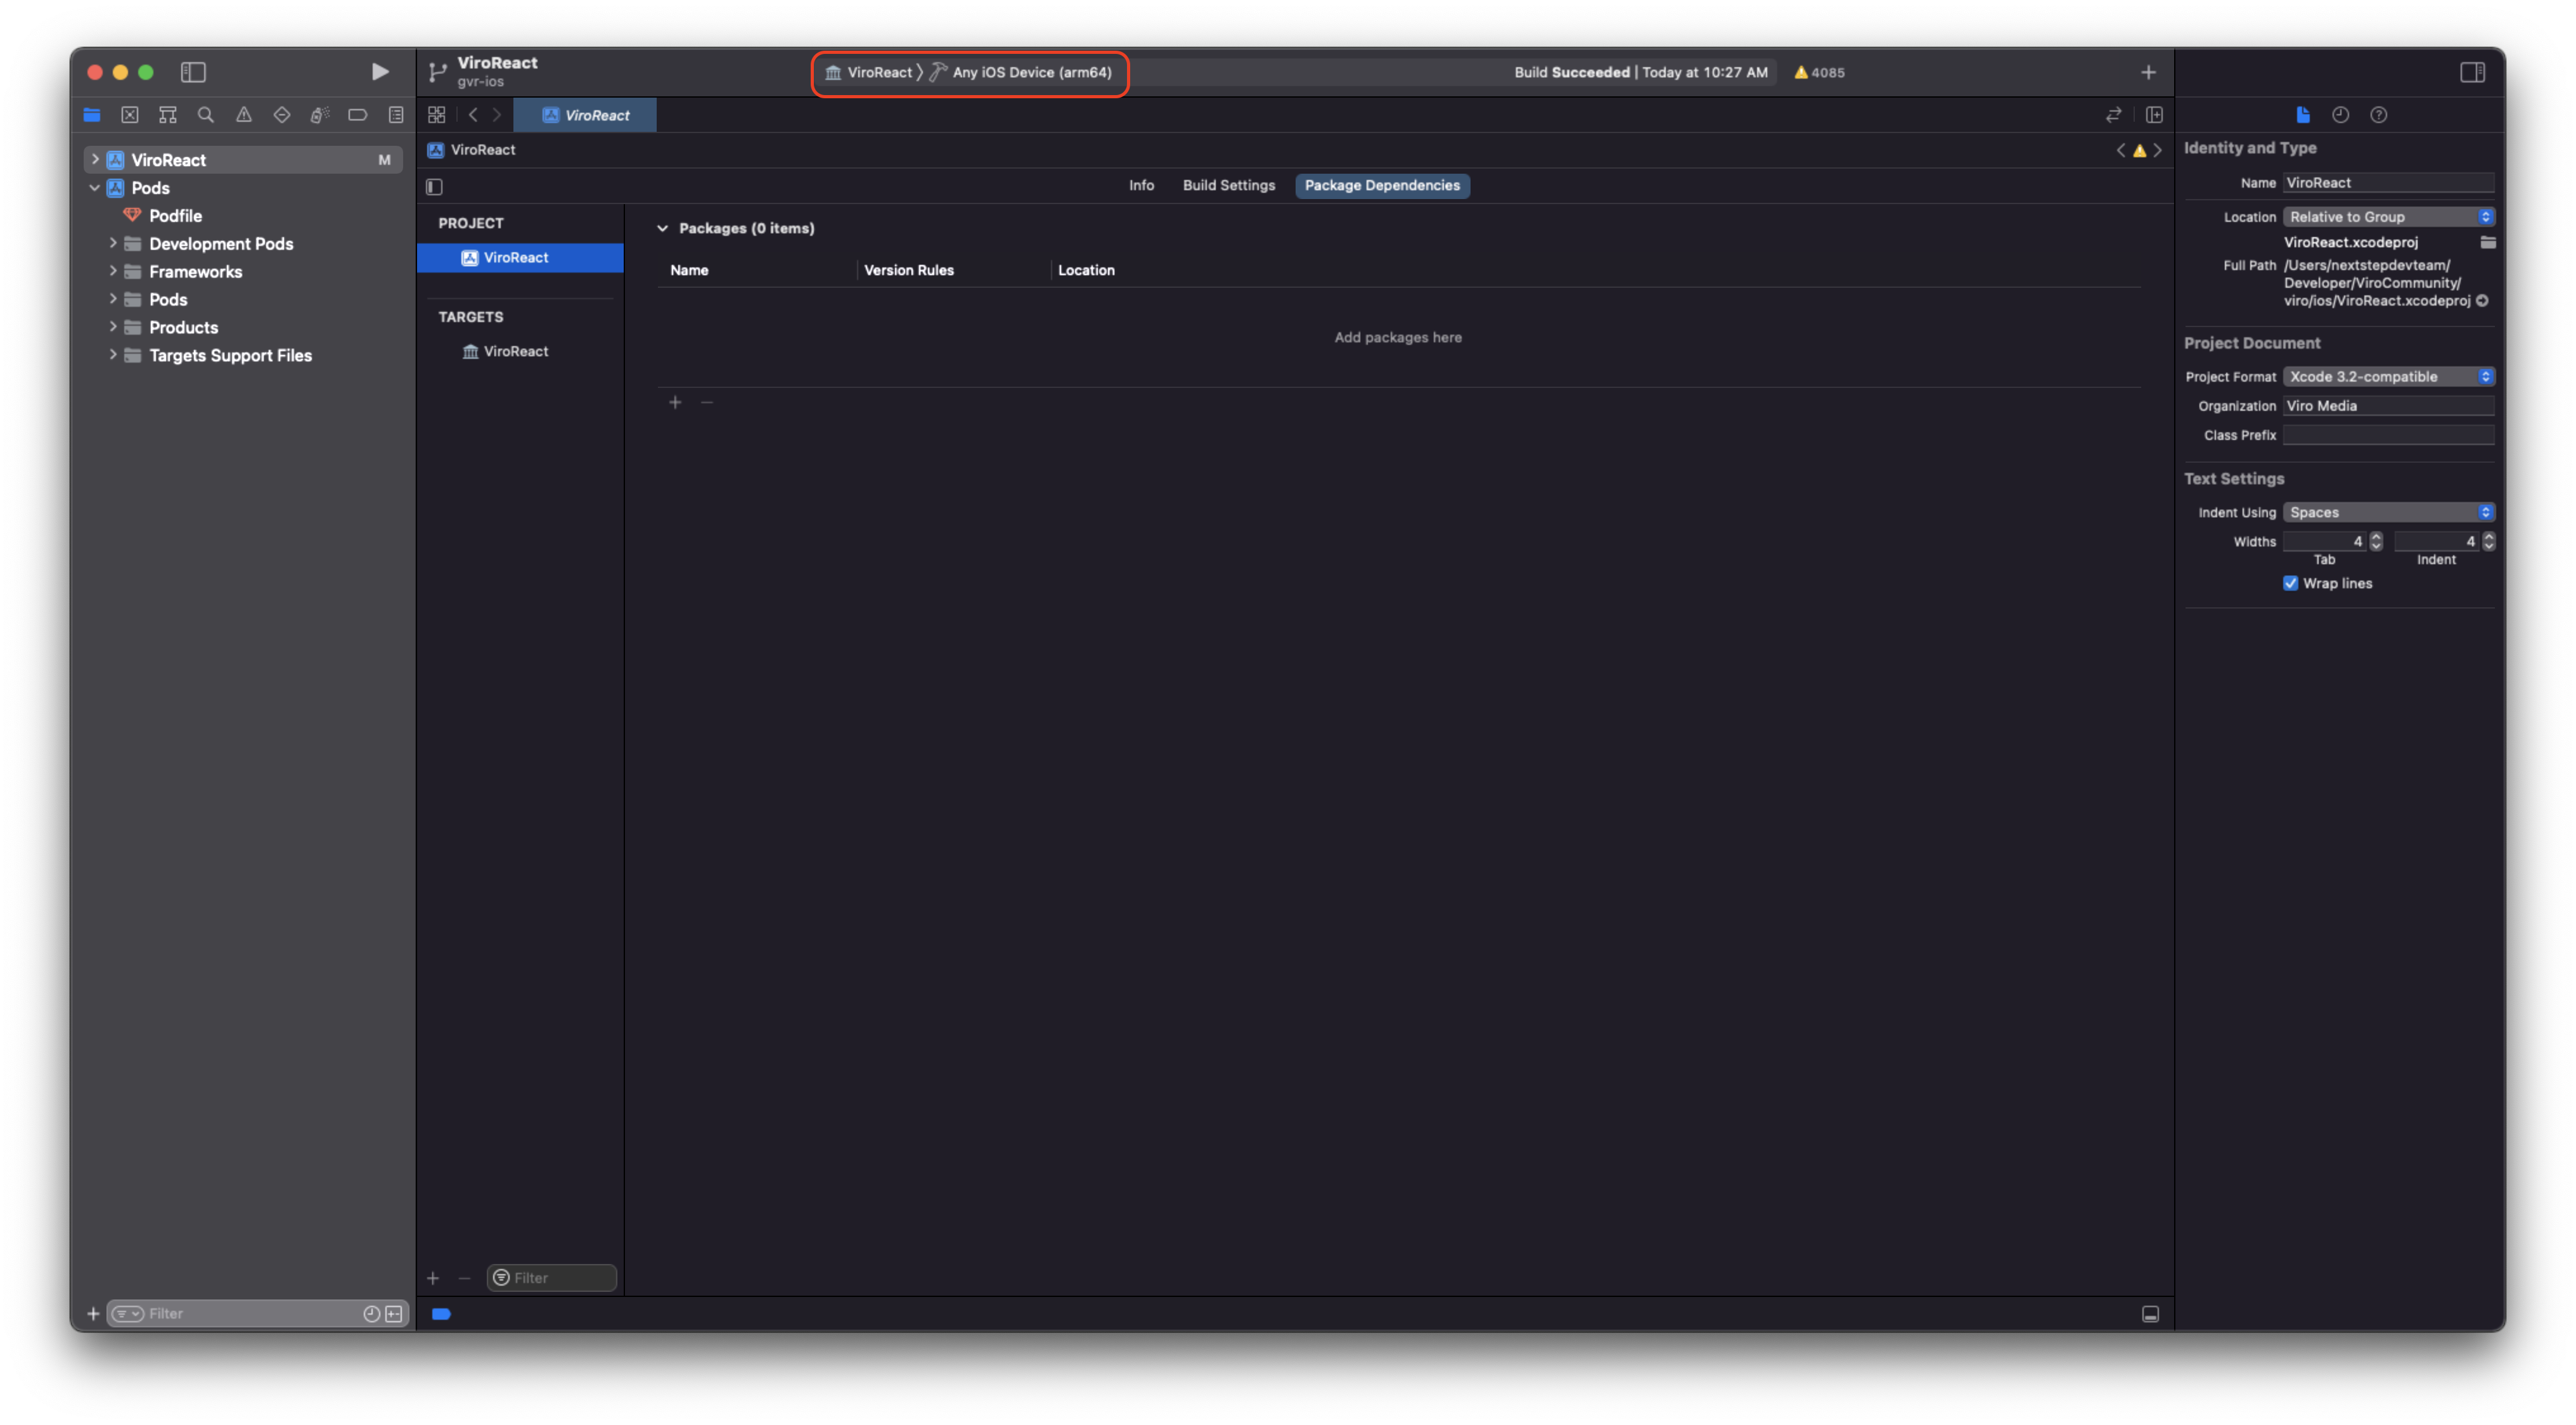 ViroReact
gvr-ios
ViroReact
Any iOS Device (arm64)
Build Succeeded | Today at 10:27 AM
4085
ViroReact
M
Pods
Podfile
Development Pods
Frameworks
Pods
Products
Targets Support Files
Filter
ViroReact
ViroReact
Info
Build Settings
Package Dependencies
PROJECT
ViroReact
TARGETS
ViroReact
Filter
Packages (0 items)
Name
Version Rules
Location
Add packages here
Identity and Type
Name ViroReact
Location Relative to Group
ViroReact.xcodeproj
Full Path /Users/nextstepdevteam/
Developer/ViroCommunity/
viro/ios/ViroReact.xcodeproj
Project Document
Project Format Xcode 3.2-compatible
Organization Viro Media
Class Prefix
Text Settings
Indent Using Spaces
Widths 4 4
Tab Indent
Wrap lines